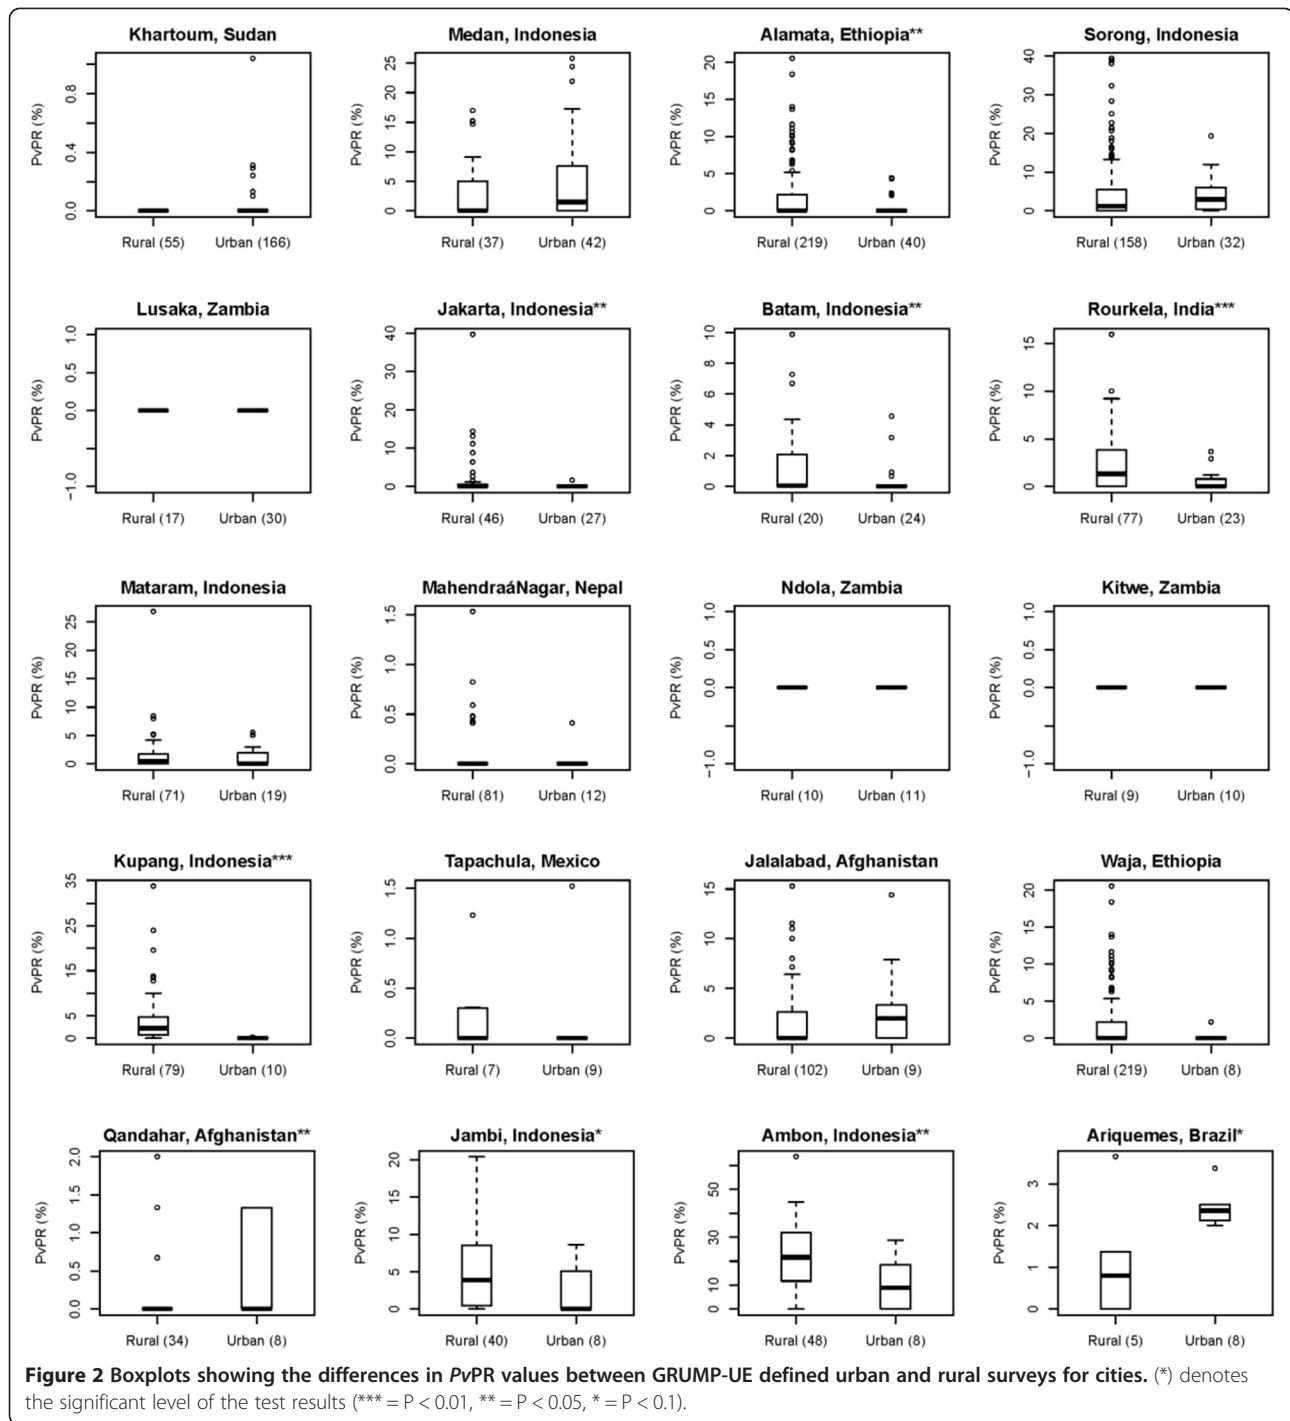 Khartoum, Sudan
PvPR (%)
0.0
0.4
0.8
Rural (55)
Urban (166)
Medan, Indonesia
PvPR (%)
0
5
10
15
20
25
Rural (37)
Urban (42)
Alamata, Ethiopia**
PvPR (%)
0
5
10
15
20
Rural (219)
Urban (40)
Sorong, Indonesia
PvPR (%)
0
10
20
30
40
Rural (158)
Urban (32)
Lusaka, Zambia
PvPR (%)
−1.0
0.0
0.5
1.0
Rural (17)
Urban (30)
Jakarta, Indonesia**
PvPR (%)
0
10
20
30
40
Rural (46)
Urban (27)
Batam, Indonesia**
PvPR (%)
0
2
4
6
8
10
Rural (20)
Urban (24)
Rourkela, India***
PvPR (%)
0
5
10
15
Rural (77)
Urban (23)
Mataram, Indonesia
PvPR (%)
0
5
10
15
20
25
Rural (71)
Urban (19)
MahendraáNagar, Nepal
PvPR (%)
0.0
0.5
1.0
1.5
Rural (81)
Urban (12)
Ndola, Zambia
PvPR (%)
−1.0
0.0
0.5
1.0
Rural (10)
Urban (11)
Kitwe, Zambia
PvPR (%)
−1.0
0.0
0.5
1.0
Rural (9)
Urban (10)
Kupang, Indonesia***
PvPR (%)
0
5
15
25
35
Rural (79)
Urban (10)
Tapachula, Mexico
PvPR (%)
0.0
0.5
1.0
1.5
Rural (7)
Urban (9)
Jalalabad, Afghanistan
PvPR (%)
0
5
10
15
Rural (102)
Urban (9)
Waja, Ethiopia
PvPR (%)
0
5
10
15
20
Rural (219)
Urban (8)
Qandahar, Afghanistan**
PvPR (%)
0.0
0.5
1.0
1.5
2.0
Rural (34)
Urban (8)
Jambi, Indonesia*
PvPR (%)
0
5
10
15
20
Rural (40)
Urban (8)
Ambon, Indonesia**
PvPR (%)
0
10
30
50
Rural (48)
Urban (8)
Ariquemes, Brazil*
PvPR (%)
0
1
2
3
Rural (5)
Urban (8)
Figure 2 Boxplots showing the differences in PvPR values between GRUMP-UE defined urban and rural surveys for cities. (*) denotes
the significant level of the test results (*** = P < 0.01, ** = P < 0.05, * = P < 0.1).